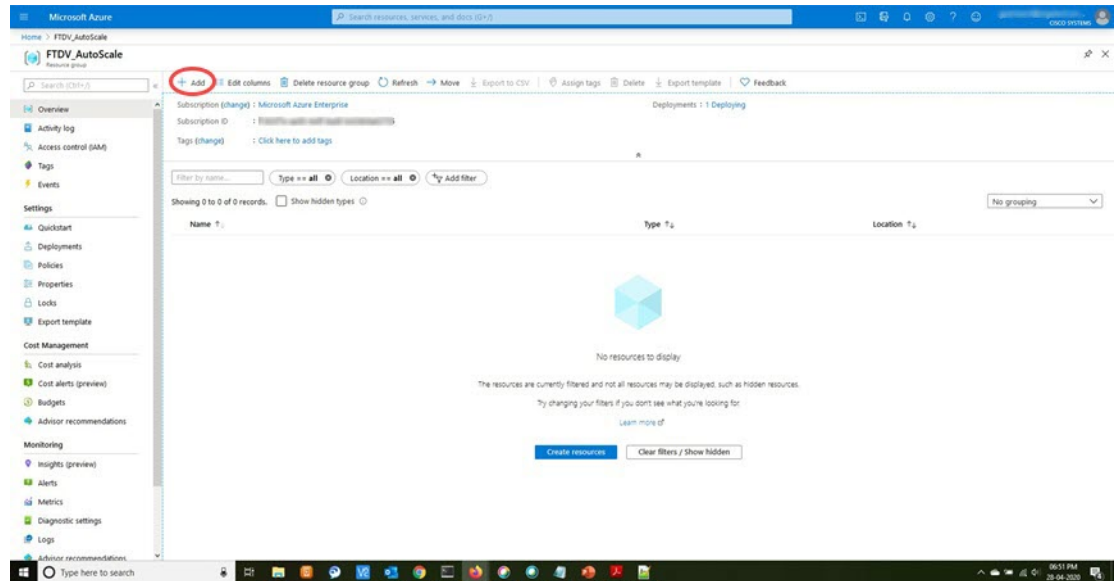 Microsoft Azure
Search resources, services, and docs (G+/)
CISCO SYSTEMS
Home > FTDV_AutoScale
FTDV_AutoScale
Resource group
Search (Ctrl+/)
Add
Edit columns
Delete resource group
Refresh
Move
Export to CSV
Assign tags
Delete
Export template
Feedback
Overview
Activity log
Access control (IAM)
Tags
Events
Settings
Quickstart
Deployments
Policies
Properties
Locks
Export template
Cost Management
Cost analysis
Cost alerts (preview)
Budgets
Advisor recommendations
Monitoring
Insights (preview)
Alerts
Metrics
Diagnostic settings
Logs
Advisor recommendations
Subscription (change) : Microsoft Azure Enterprise
Deployments : 1 Deploying
Subscription ID :
Tags (change) : Click here to add tags
Filter by name...
Type == all
Location == all
Add filter
Showing 0 to 0 of 0 records.
Show hidden types
No grouping
Name
Type
Location
No resources to display
The resources are currently filtered and not all resources may be displayed, such as hidden resources.
Try changing your filters if you don't see what you're looking for.
Learn more
Create resources
Clear filters / Show hidden
Type here to search
06:51 PM
28-04-2020